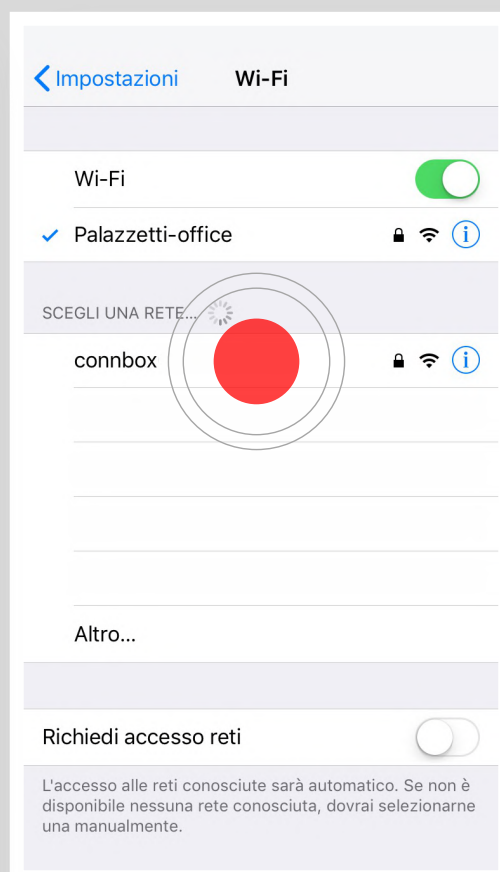 Impostazioni Wi-Fi
Wi-Fi
Palazzetti-office
SCEGLI UNA RETE...
connbox
Altro...
Richiedi accesso reti
L'accesso alle reti conosciute sarà automatico. Se non è
disponibile nessuna rete conosciuta, dovrai selezionarne
una manualmente.